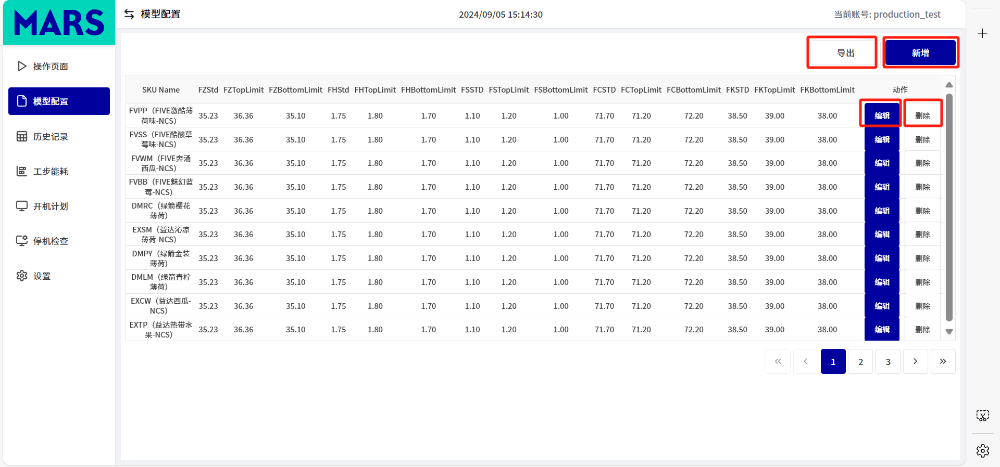 MARS
模型配置
2024/09/05 15:14:30
当前账号: production_test
操作页面
模型配置
历史记录
工步能耗
开机计划
停机检查
设置
导出
新增
SKU Name FZStd FZTopLimit FZBottomLimit FHStd FHTopLimit FHBottomLimit FSSTD FSTopLimit FSBottomLimit FCSTD FCTopLimit FCBottomLimit FKSTD FKTopLimit FKBottomLimit 动作
FVPP（FIVE激酷薄
荷味-NCS） 35.23 36.36 35.10 1.75 1.80 1.70 1.10 1.20 1.00 71.70 71.20 72.20 38.50 39.00 38.00 编辑 删除
FVSS（FIVE酷酸草
莓味-NCS） 35.23 36.36 35.10 1.75 1.80 1.70 1.10 1.20 1.00 71.70 71.20 72.20 38.50 39.00 38.00 编辑 删除
FVWM（FIVE奔涌
西瓜-NCS） 35.23 36.36 35.10 1.75 1.80 1.70 1.10 1.20 1.00 71.70 71.20 72.20 38.50 39.00 38.00 编辑 删除
FVBB（FIVE魅幻蓝
莓-NCS） 35.23 36.36 35.10 1.75 1.80 1.70 1.10 1.20 1.00 71.70 71.20 72.20 38.50 39.00 38.00 编辑 删除
DMRC（绿箭樱花
薄荷） 35.23 36.36 35.10 1.75 1.80 1.70 1.10 1.20 1.00 71.70 71.20 72.20 38.50 39.00 38.00 编辑 删除
EXSM（益达沁凉
薄荷-NCS） 35.23 36.36 35.10 1.75 1.80 1.70 1.10 1.20 1.00 71.70 71.20 72.20 38.50 39.00 38.00 编辑 删除
DMPY（绿箭金装
薄荷） 35.23 36.36 35.10 1.75 1.80 1.70 1.10 1.20 1.00 71.70 71.20 72.20 38.50 39.00 38.00 编辑 删除
DMLM（绿箭青柠
薄荷） 35.23 36.36 35.10 1.75 1.80 1.70 1.10 1.20 1.00 71.70 71.20 72.20 38.50 39.00 38.00 编辑 删除
EXCW（益达西瓜-
NCS） 35.23 36.36 35.10 1.75 1.80 1.70 1.10 1.20 1.00 71.70 71.20 72.20 38.50 39.00 38.00 编辑 删除
EXTP（益达热带水
果-NCS） 35.23 36.36 35.10 1.75 1.80 1.70 1.10 1.20 1.00 71.70 71.20 72.20 38.50 39.00 38.00 编辑 删除
1 2 3